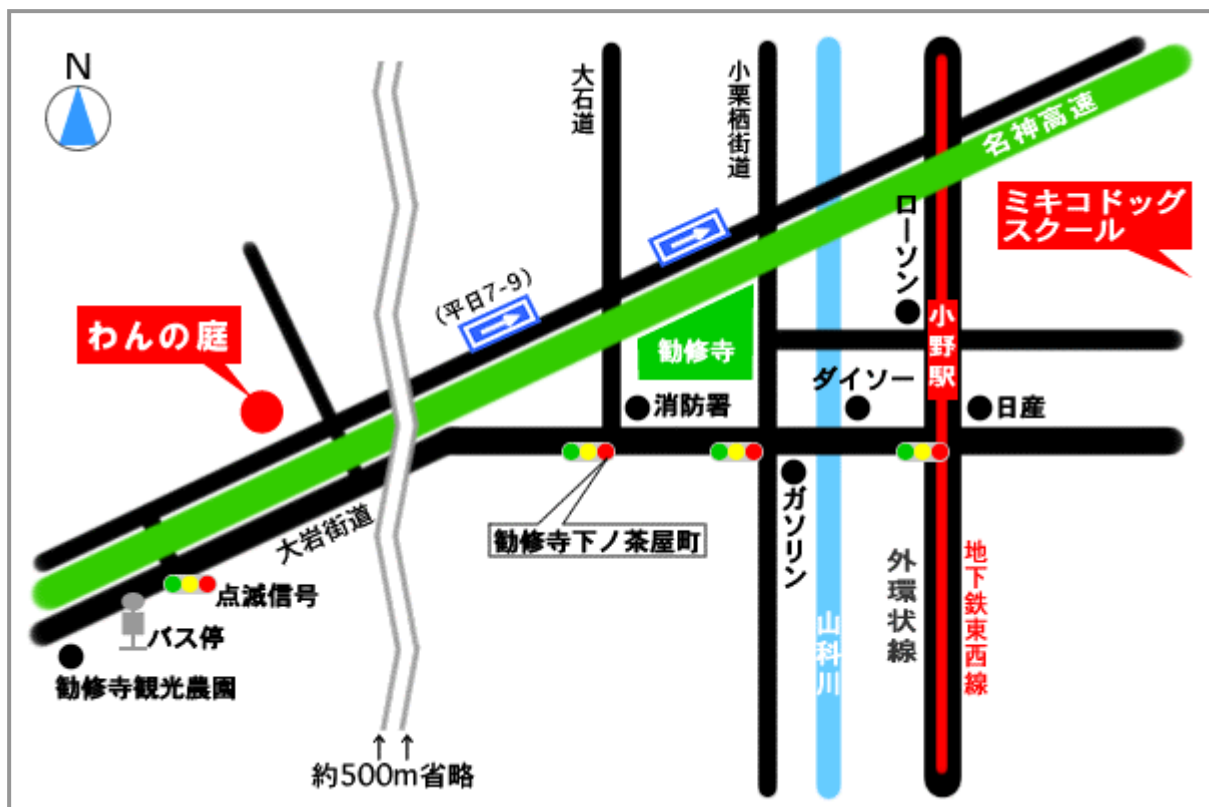 N
大石道
小栗栖街道
名神高速
ミキコドッグ
スクール
ローソン
(平日7-9)
わんの庭
小野駅
勧修寺
ダイソー
消防署
日産
勧修寺下ノ茶屋町
ガソリン
大岩街道
外環状線
地下鉄東西線
点滅信号
山科川
バス停
勧修寺観光農園
↑ ↑
約500m省略